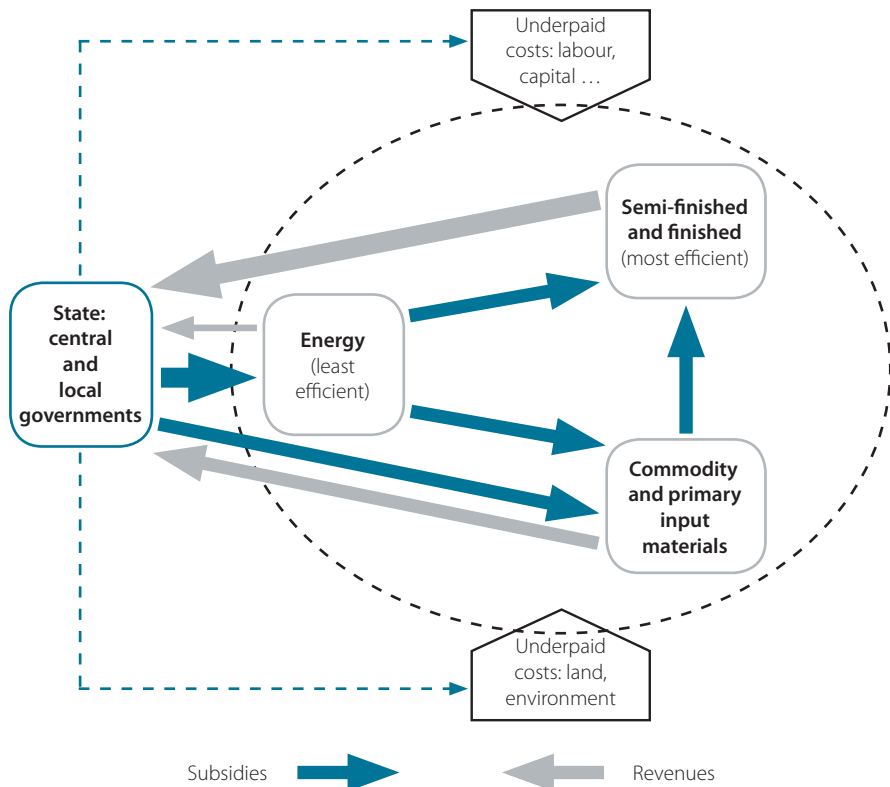 Underpaid
costs: labour,
capital …
Semi-finished
and finished
(most efficient)
State:
central
and
local
governments
Energy
(least
efficient)
Commodity
and primary
input
materials
Underpaid
costs: land,
environment
Subsidies
Revenues